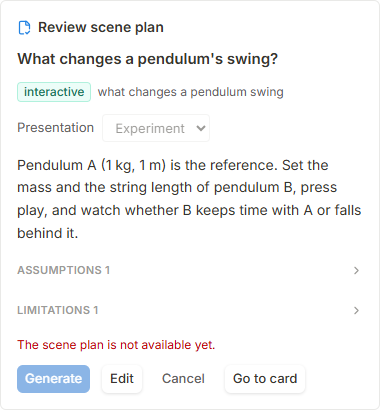 Review scene plan
What changes a pendulum's swing?
interactive what changes a pendulum swing
Presentation Experiment
Pendulum A (1 kg, 1 m) is the reference. Set the
mass and the string length of pendulum B, press
play, and watch whether B keeps time with A or falls
behind it.
ASSUMPTIONS 1
LIMITATIONS 1
The scene plan is not available yet.
Generate Edit Cancel Go to card